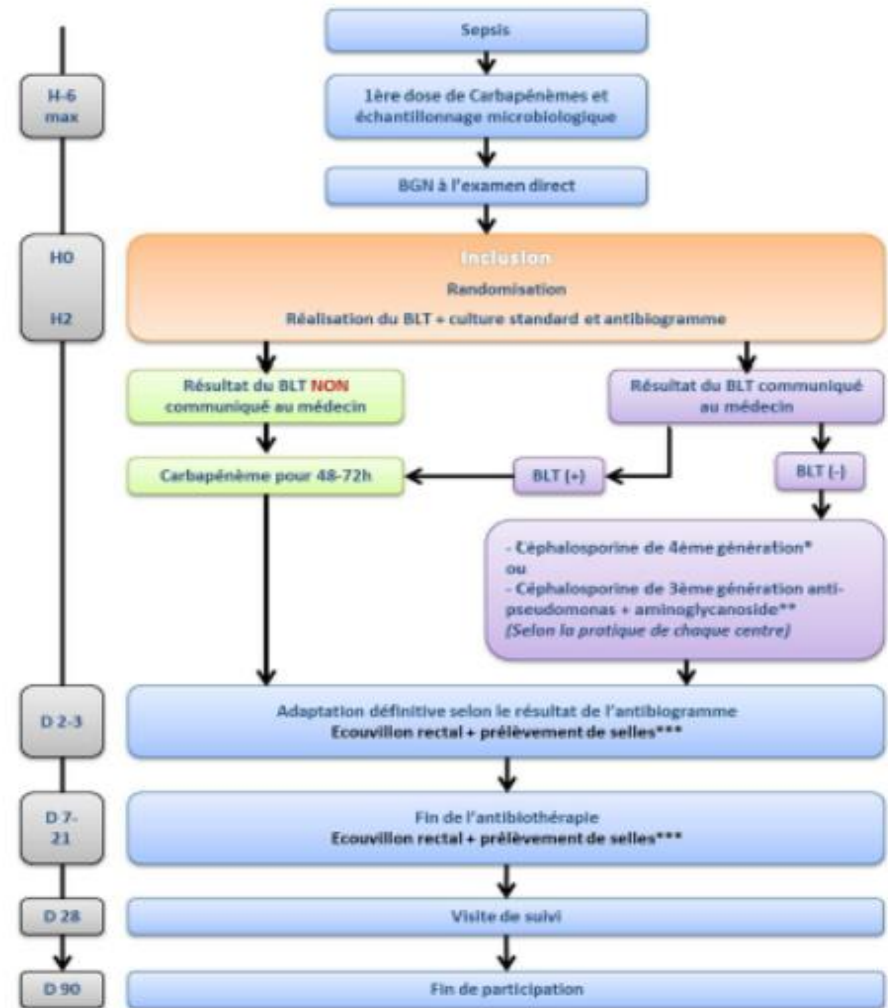 Sepsis
H-6
max
1ère dose de Carbapénèmes et
échantillonnage microbiologique
BGN à l'examen direct
H0
H2
Inclusion
Randomisation
Réalisation du BLT + culture standard et antibiogramme
Résultat du BLT NON
communiqué au médecin
Résultat du BLT communiqué
au médecin
Carbapénème pour 48-72h
BLT (+)
BLT (-)
- Céphalosporine de 4ème génération*
ou
- Céphalosporine de 3ème génération anti-
pseudomonas + aminoglycanoside**
(Selon la pratique de chaque centre)
D 2-3
Adaptation définitive selon le résultat de l'antibiogramme
Ecouvillon rectal + prélèvement de selles***
D 7-
21
Fin de l'antibiothérapie
Ecouvillon rectal + prélèvement de selles***
D 28
Visite de suivi
D 90
Fin de participation